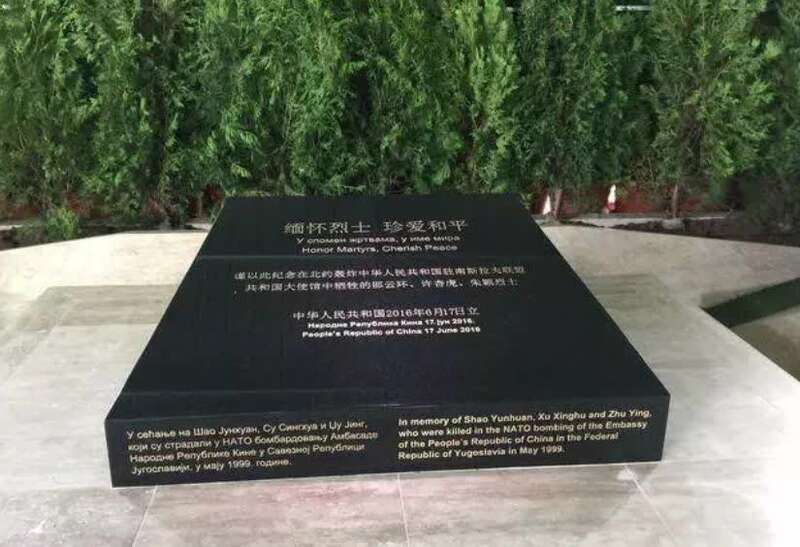 缅怀烈士 珍爱和平
У спомен жртвама, у име мира
Honor Martyrs, Cherish Peace
谨以此纪念在北约轰炸中华人民共和国驻南斯拉夫联盟
共和国大使馆中牺牲的邵云环、许杏虎、朱颖烈士
中华人民共和国2016年6月17日立
Народне Република Кина 17. јун 2016.
People's Republic of China 17 June 2016
У сећање на Шао Јунхуан, Су Сингхуа и Џу Јинг,
који су страдали у НАТО бомбардовању Амбасаде
Народне Републике Кине у Савезној Републици
Југославији, у мају 1999. године.
In memory of Shao Yunhuan, Xu Xinghu and Zhu Ying,
who were killed in the NATO bombing of the Embassy
of the People's Republic of China in the Federal
Republic of Yugoslavia in May 1999.